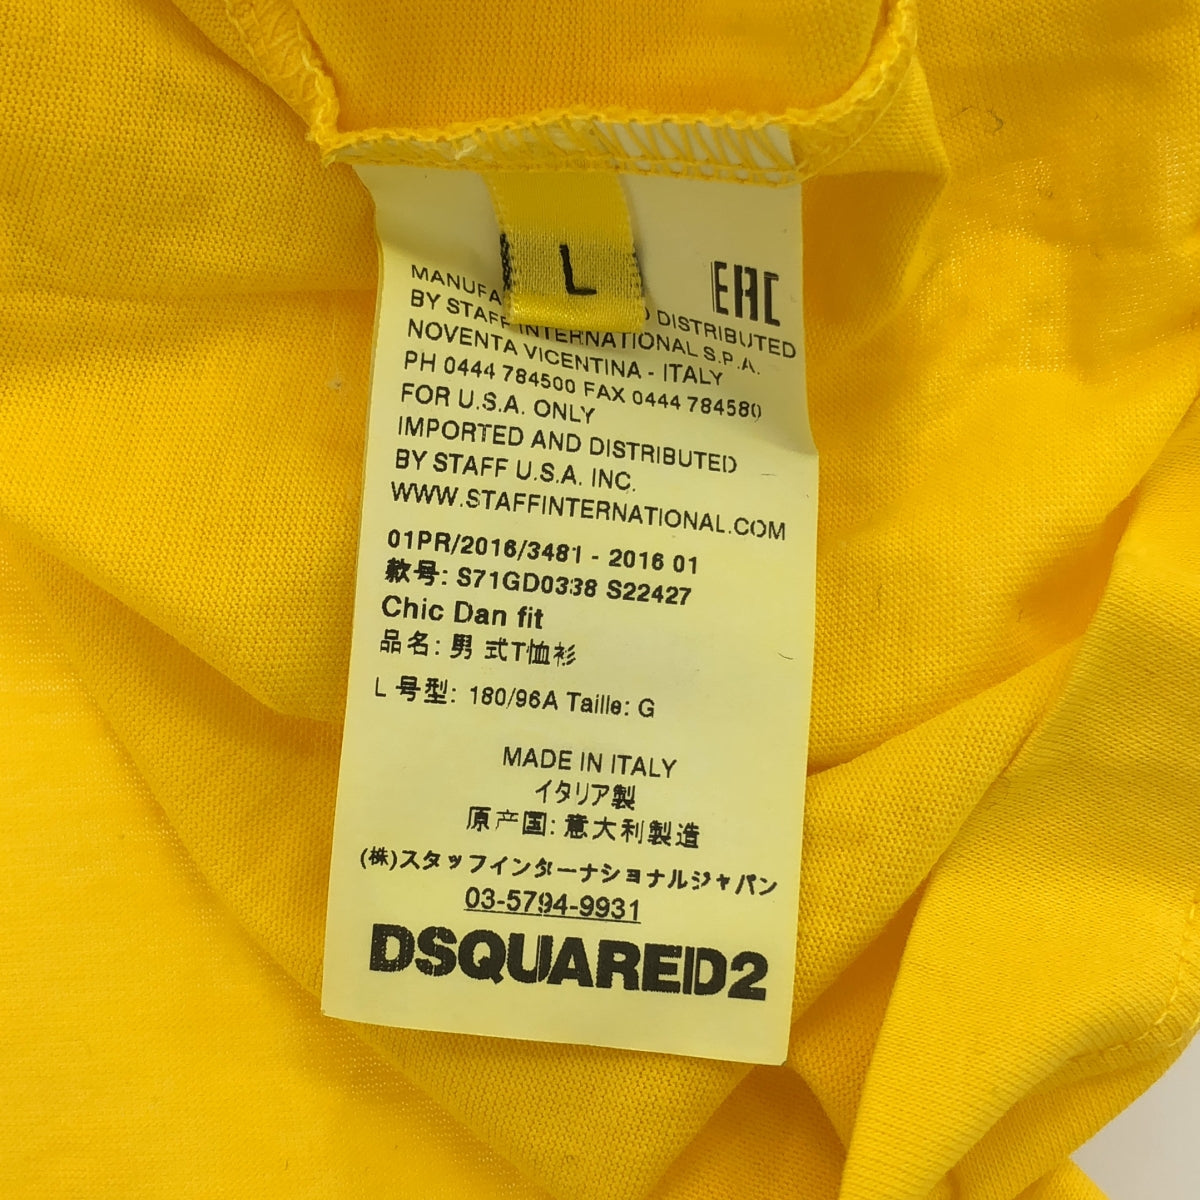 L
EAC
DISTRIBUTED
BY STAFF INTERNATIONAL S.P.A.
NOVENTA VICENTINA - ITALY
PH 0444 784500 FAX 0444 784580
FOR U.S.A. ONLY
IMPORTED AND DISTRIBUTED
BY STAFF U.S.A. INC.
WWW.STAFFINTERNATIONAL.COM
01PR/2016/3481 - 2016 01
款号: S71GD0338 S22427
Chic Dan fit
品名: 男 式T恤衫
L 号型: 180/96A Taille: G
MADE IN ITALY
イタリア製
原产国: 意大利製造
(株)スタッフインターナショナルジャパン
03-5794-9931
DSQUARED2